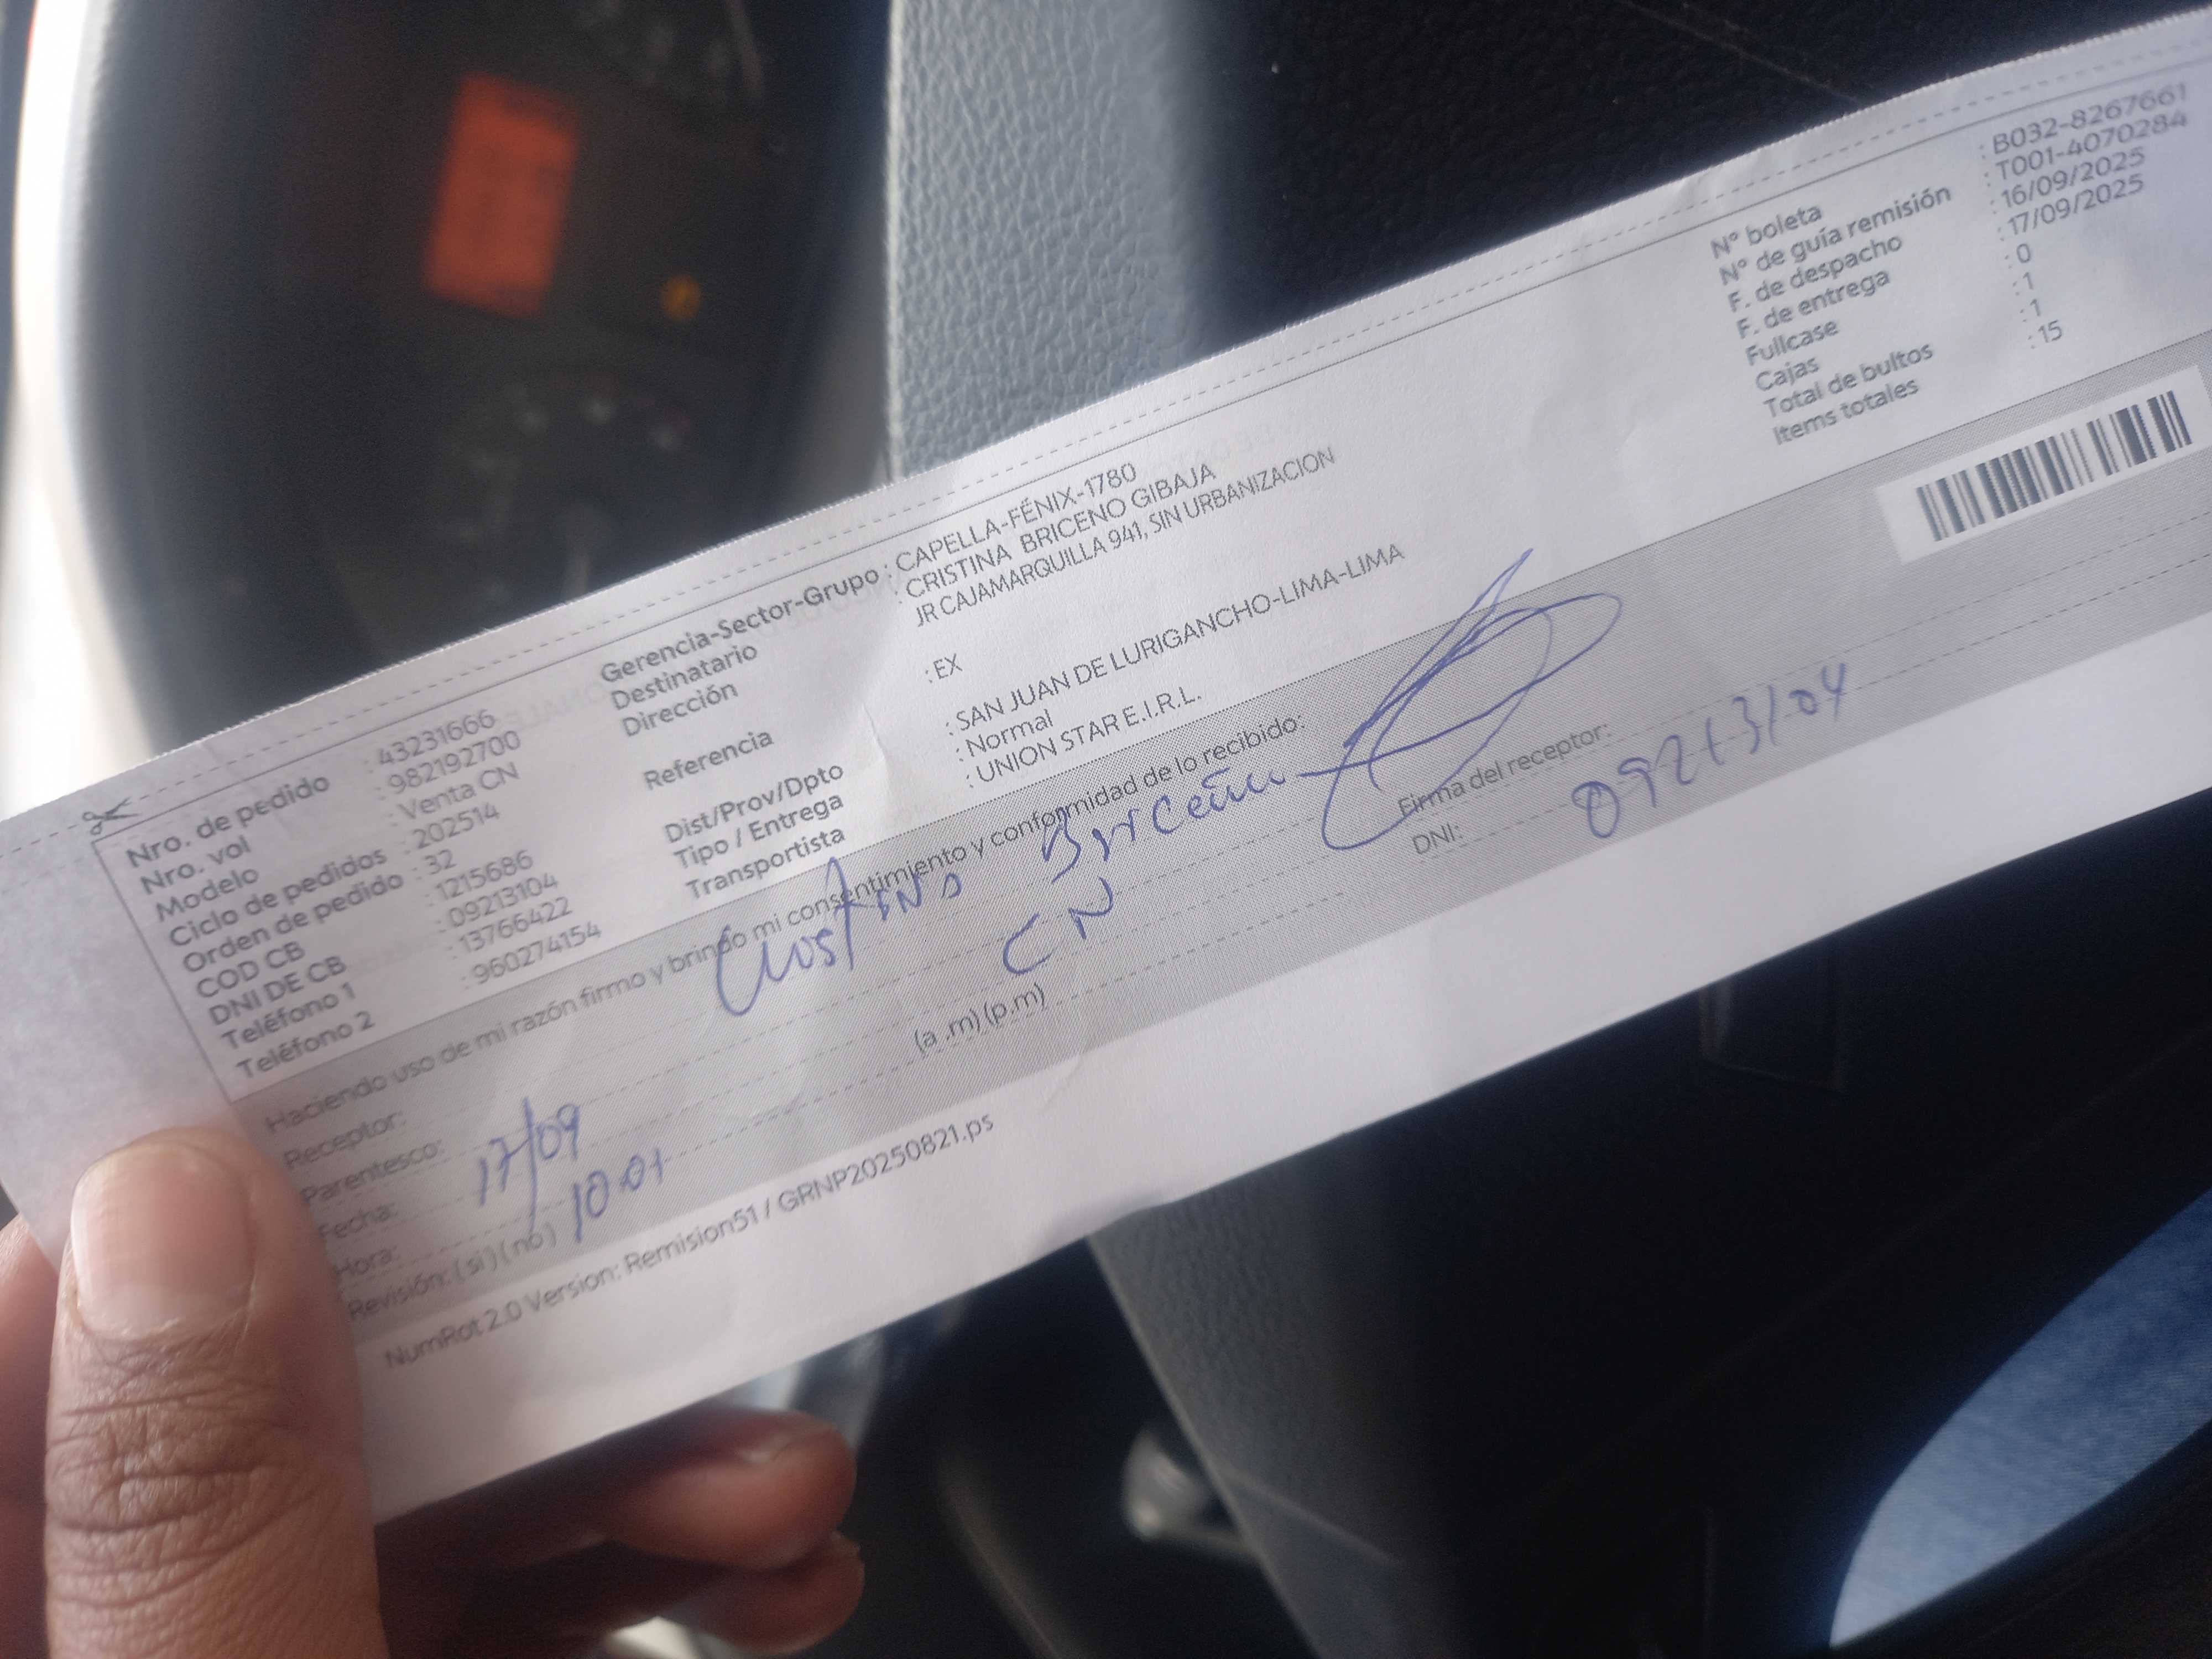 Nro. de pedido : 43231666
Nro. vol : 982192700
Modelo : Venta CN
Ciclo de pedidos : 202514
Orden de pedido : 32
COD CB : 1215686
DNI DE CB : 09213104
Teléfono 1 : 13766422
Teléfono 2 : 960274154
Gerencia-Sector-Grupo : CAPELLA-FÉNIX-1780
Destinatario : CRISTINA BRICENO GIBAJA
Dirección : JR CAJAMARQUILLA 941, SIN URBANIZACION
Referencia : EX
Dist/Prov/Dpto : SAN JUAN DE LURIGANCHO-LIMA-LIMA
Tipo / Entrega : Normal
Transportista : UNION STAR E.I.R.L.
N° boleta : B032-8267661
N° de guía remisión : T001-4070284
F. de despacho : 16/09/2025
F. de entrega : 17/09/2025
Fullcase : 0
Cajas : 1
Total de bultos : 1
Items totales : 15
Haciendo uso de mi razón firmo y brindo mi consentimiento y conformidad de lo recibido:
Receptor: Briceñu
Parentesco: CN
Fecha: 17/09
Hora: 10:01 (a .m) (p.m)
Revisión: ( si ) ( no )
Firma del receptor:
DNI: 09213104
NumRot 2.0 Version: Remision51 / GRNP20250821.ps